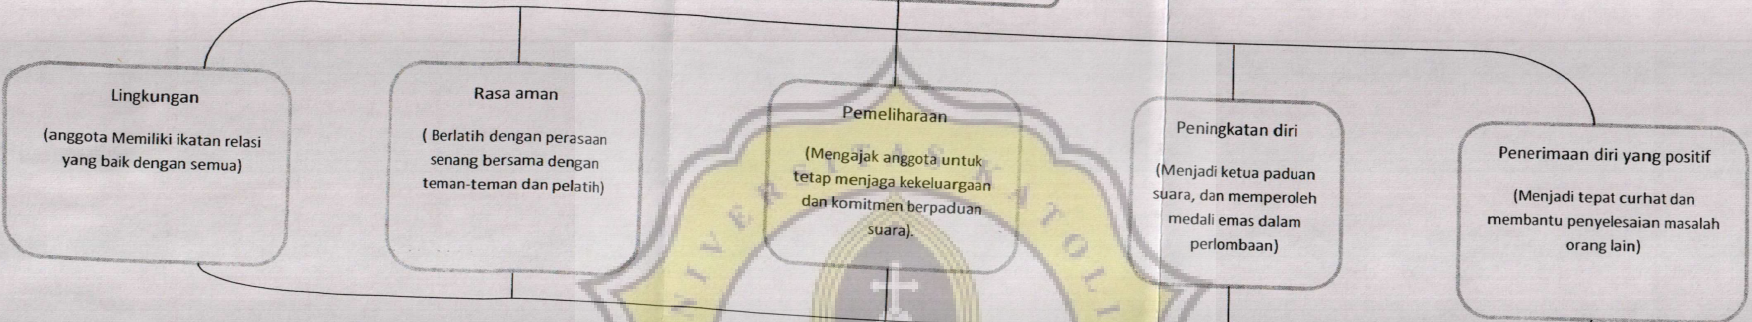 Lingkungan
(anggota Memiliki ikatan relasi
yang baik dengan semua)
Rasa aman
( Berlatih dengan perasaan
senang bersama dengan
teman-teman dan pelatih)
Pemeliharaan
(Mengajak anggota untuk
tetap menjaga kekeluargaan
dan komitmen berpaduan
suara).
Peningkatan diri
(Menjadi ketua paduan
suara, dan memperoleh
medali emas dalam
perlombaan)
Penerimaan diri yang positif
(Menjadi tepat curhat dan
membantu penyelesaian masalah
orang lain)